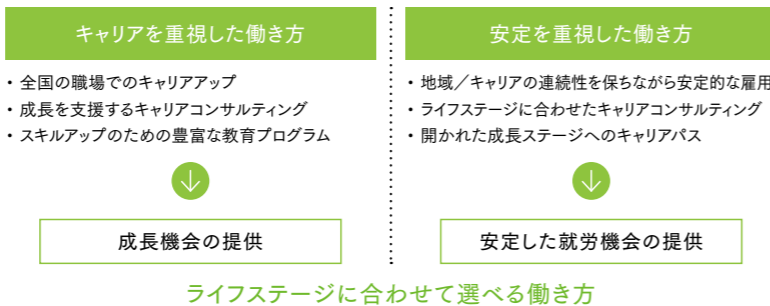 キャリアを重視した働き方
・全国の職場でのキャリアアップ
・成長を支援するキャリアコンサルティング
・スキルアップのための豊富な教育プログラム
成長機会の提供
安定を重視した働き方
・地域／キャリアの連続性を保ちながら安定的な雇用
・ライフステージに合わせたキャリアコンサルティング
・開かれた成長ステージへのキャリアパス
安定した就労機会の提供
ライフステージに合わせて選べる働き方